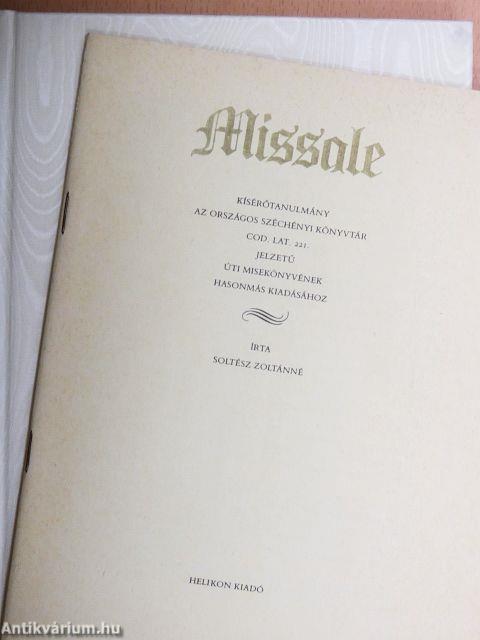 Missale
KÍSÉRŐTANULMÁNY
AZ ORSZÁGOS SZÉCHÉNYI KÖNYVTÁR
COD. LAT. 221.
JELZETŰ
ÚTI MISEKÖNYVÉNEK
HASONMÁS KIADÁSÁHOZ
ÍRTA
SOLTÉSZ ZOLTÁNNÉ
HELIKON KIADÓ
Antikvárium.hu